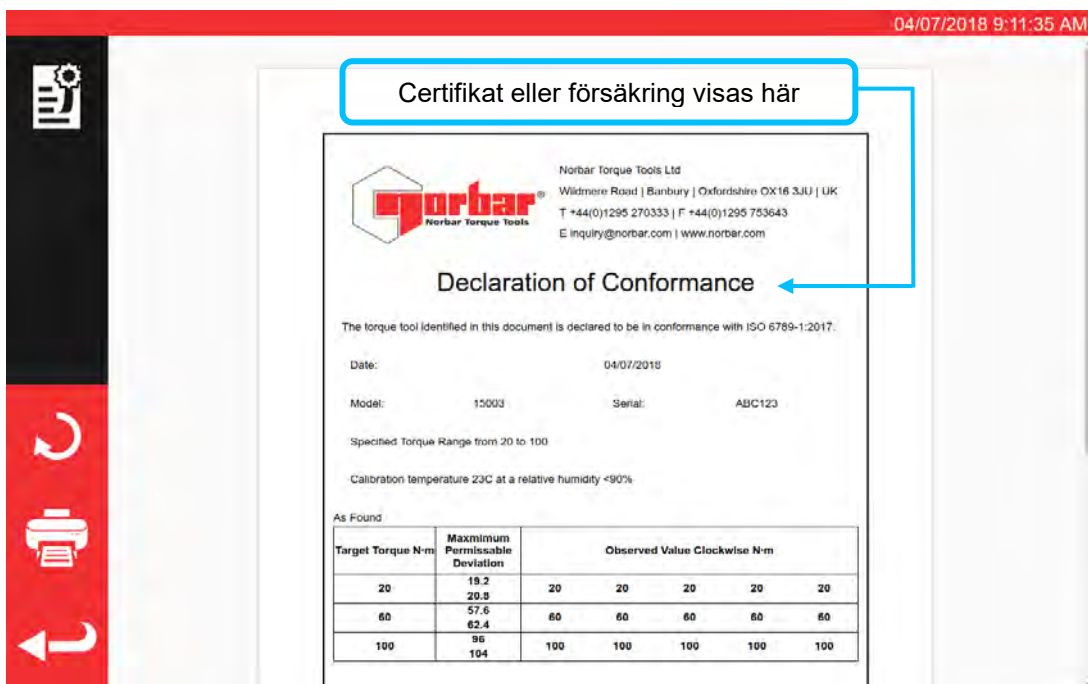 04/07/2018 9:11:35 AM
Certifikat eller försäkring visas här
norbar®
Norbar Torque Tools
Norbar Torque Tools Ltd
Wildmere Road | Banbury | Oxfordshire OX16 3JU | UK
T +44(0)1295 270333 | F +44(0)1295 753643
E inquiry@norbar.com | www.norbar.com
Declaration of Conformance
The torque tool identified in this document is declared to be in conformance with ISO 6789-1:2017.
Date: 04/07/2018
Model: 15003 Serial: ABC123
Specified Torque Range from 20 to 100
Calibration temperature 23C at a relative humidity <90%
As Found
Target Torque N·m Maxmimum Permissable Deviation Observed Value Clockwise N·m
20 19.2 20.8 20 20 20 20 20
60 57.6 62.4 60 60 60 60 60
100 96 104 100 100 100 100 100